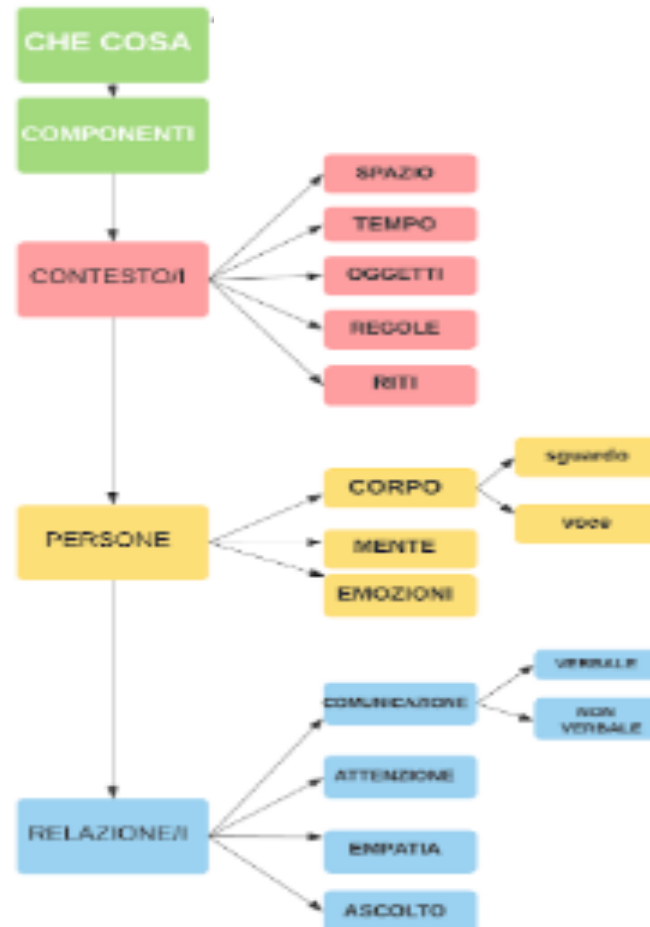 CHE COSA
COMPONENTI
CONTESTO/I
SPAZIO
TEMPO
OGGETTI
REGOLE
RITI
PERSONE
CORPO
sguardo
voce
MENTE
EMOZIONI
RELAZIONE/I
COMUNICAZIONE
VERBALE
NON
VERBALE
ATTENZIONE
EMPATIA
ASCOLTO